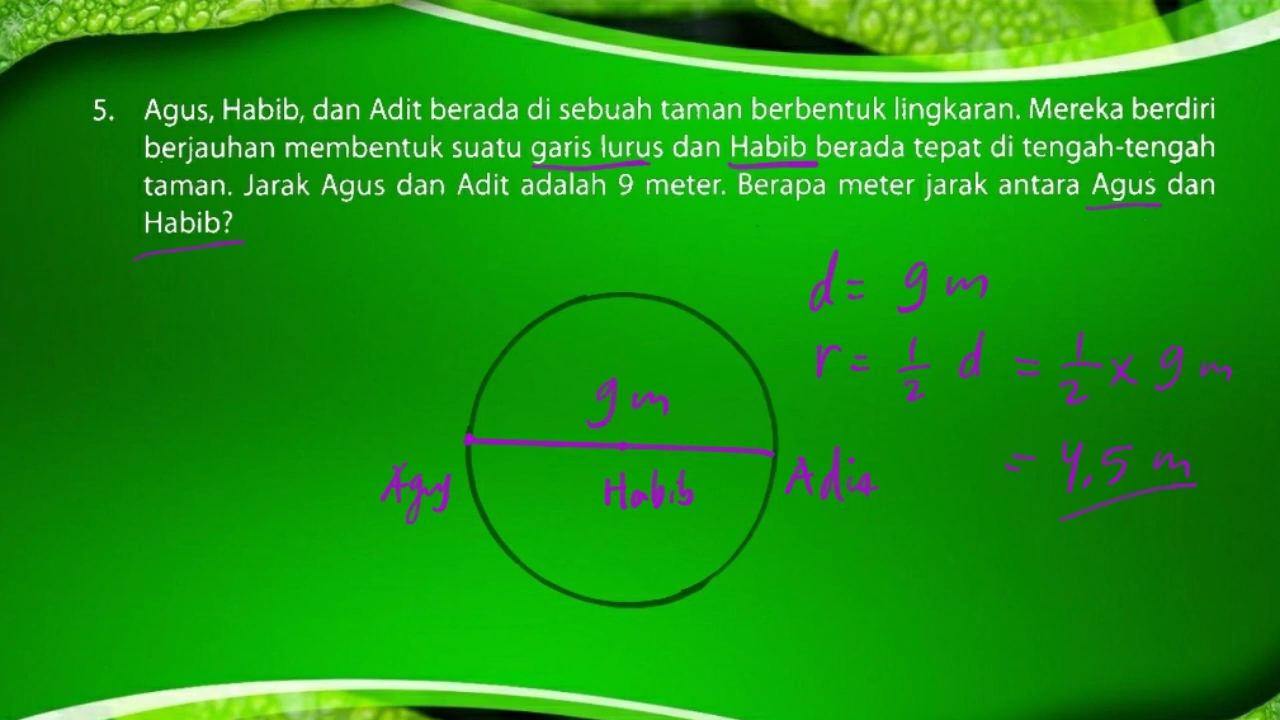 5. Agus, Habib, dan Adit berada di sebuah taman berbentuk lingkaran. Mereka berdiri
berjauhan membentuk suatu garis lurus dan Habib berada tepat di tengah-tengah
taman. Jarak Agus dan Adit adalah 9 meter. Berapa meter jarak antara Agus dan
Habib?
d = 9 m
r = 1/2 d = 1/2 x 9 m
= 4,5 m
9 m
Agus Habib Adit